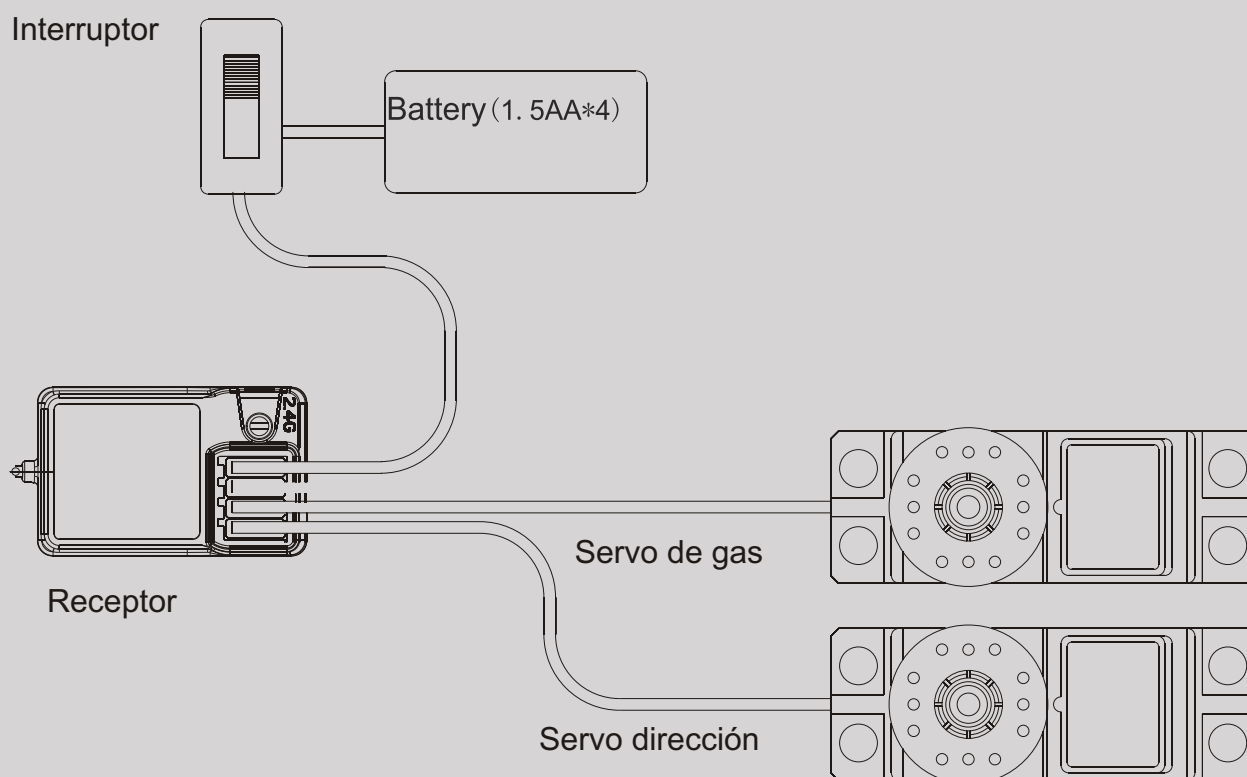 Interruptor
Battery(1. 5AA*4)
2.4G
Servo de gas
Receptor
Servo dirección